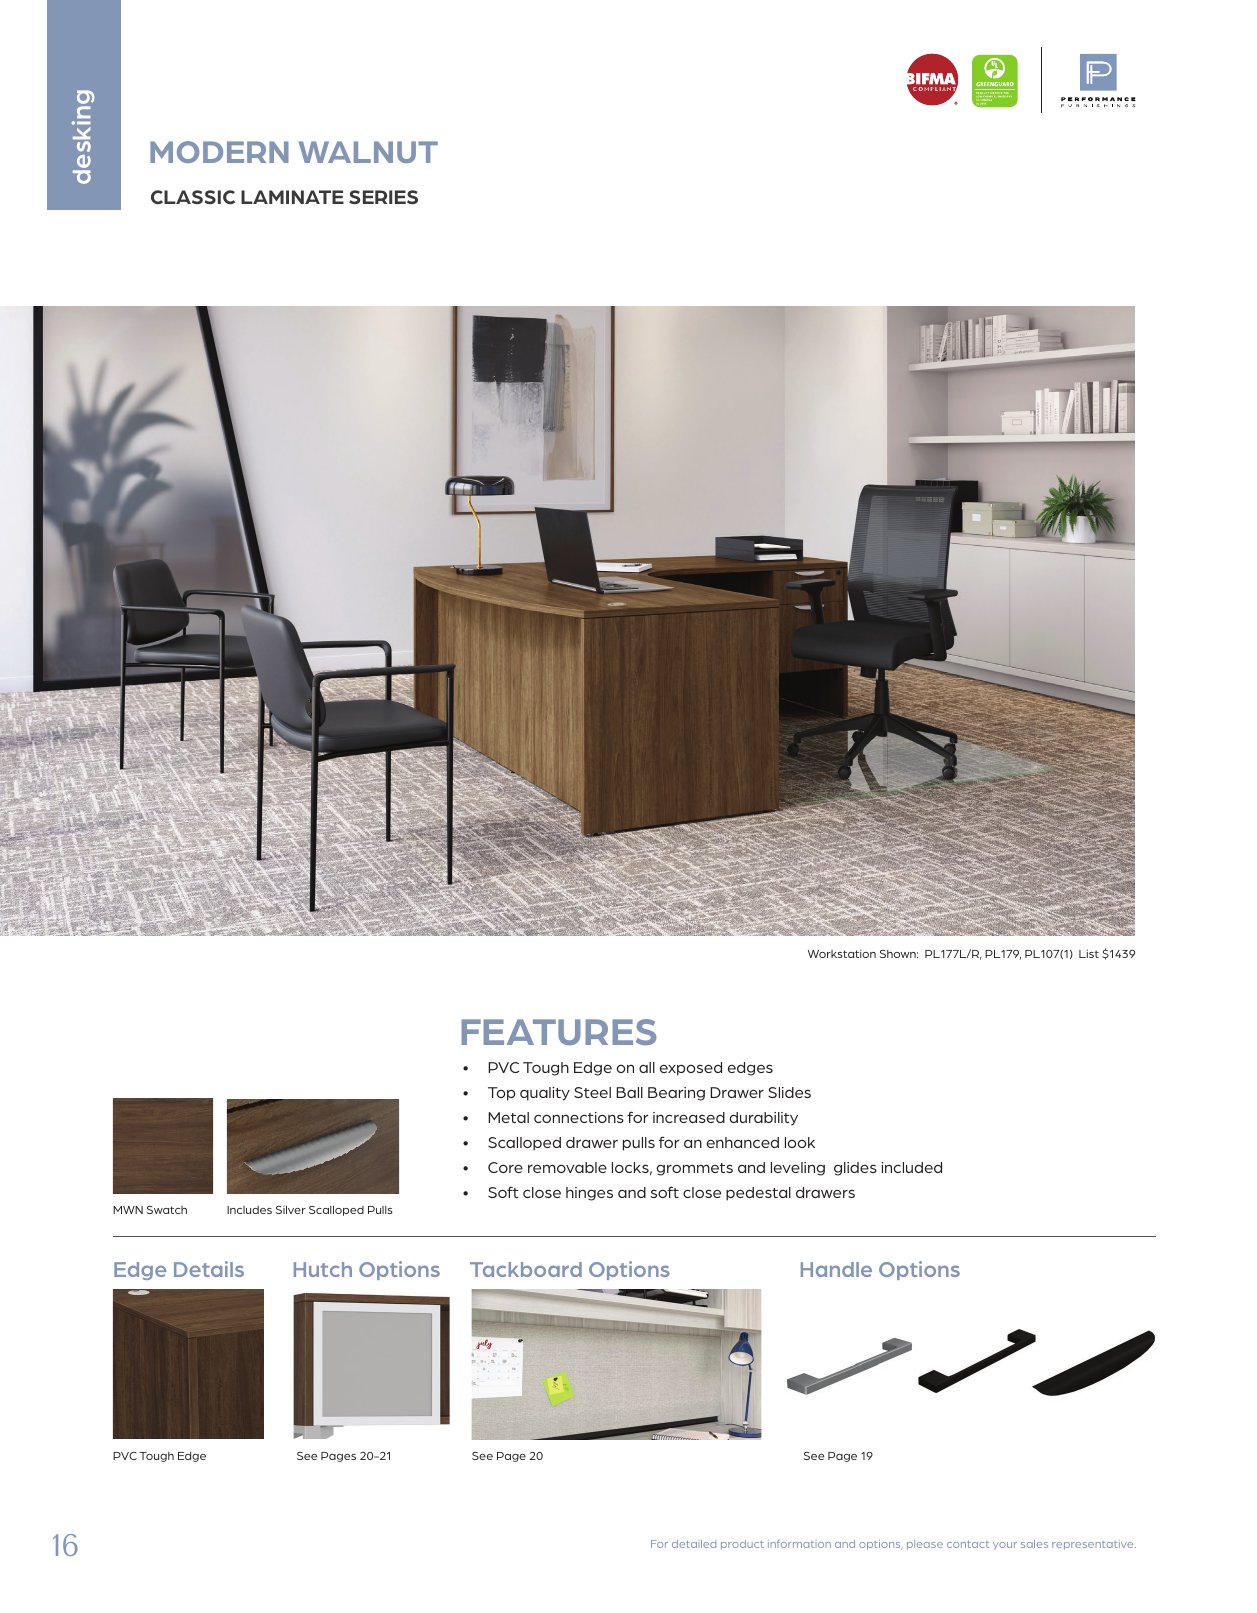 desking
BIFMA
COMPLIANT
GREENGUARD
PERFORMANCE
FURNISHINGS
MODERN WALNUT
CLASSIC LAMINATE SERIES
Workstation Shown:  PL177L/R, PL179, PL107(1)  List $1439
FEATURES
• PVC Tough Edge on all exposed edges
• Top quality Steel Ball Bearing Drawer Slides
• Metal connections for increased durability
• Scalloped drawer pulls for an enhanced look
• Core removable locks, grommets and leveling  glides included
• Soft close hinges and soft close pedestal drawers
MWN Swatch
Includes Silver Scalloped Pulls
Edge Details
Hutch Options
Tackboard Options
Handle Options
july
PVC Tough Edge
See Pages 20-21
See Page 20
See Page 19
16
For detailed product information and options, please contact your sales representative.